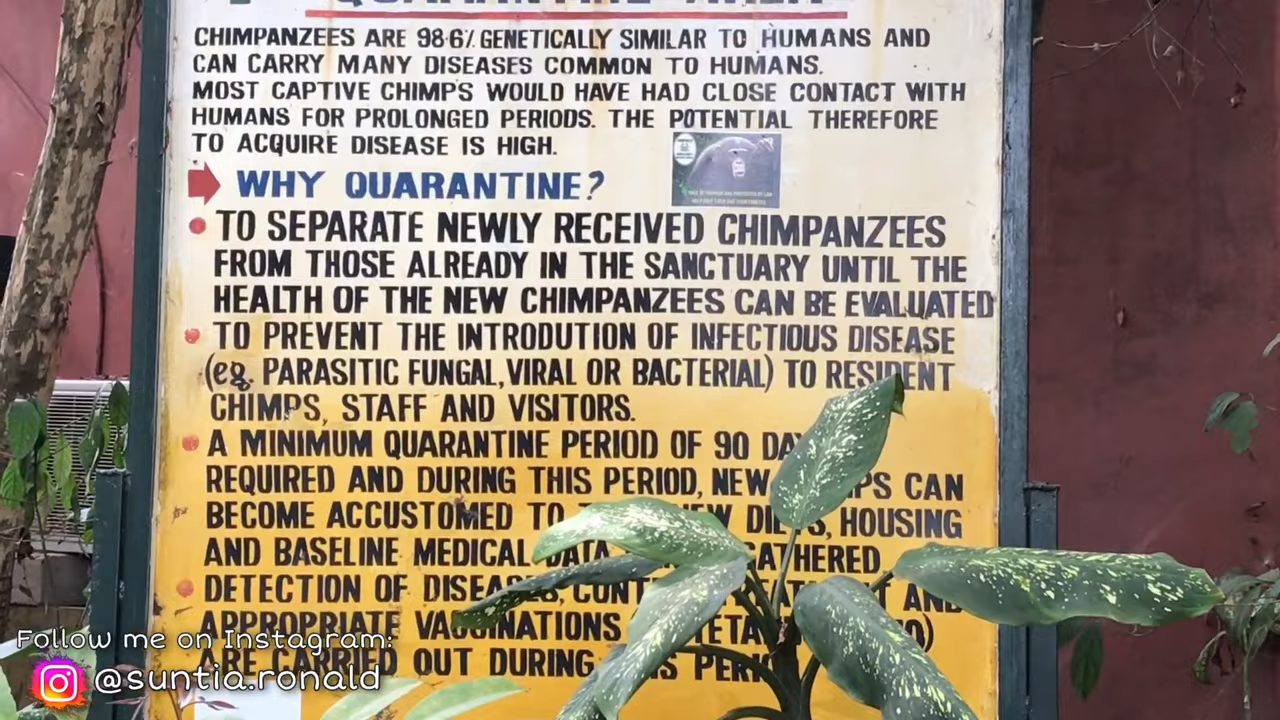 QUARANTINE AREA
CHIMPANZEES ARE 98.6% GENETICALLY SIMILAR TO HUMANS AND
CAN CARRY MANY DISEASES COMMON TO HUMANS.
MOST CAPTIVE CHIMPS WOULD HAVE HAD CLOSE CONTACT WITH
HUMANS FOR PROLONGED PERIODS. THE POTENTIAL THEREFORE
TO ACQUIRE DISEASE IS HIGH.
WHY QUARANTINE?
TO SEPARATE NEWLY RECEIVED CHIMPANZEES
FROM THOSE ALREADY IN THE SANCTUARY UNTIL THE
HEALTH OF THE NEW CHIMPANZEES CAN BE EVALUATED
TO PREVENT THE INTRODUTION OF INFECTIOUS DISEASE
(eg. PARASITIC FUNGAL, VIRAL OR BACTERIAL) TO RESIDENT
CHIMPS, STAFF AND VISITORS.
A MINIMUM QUARANTINE PERIOD OF 90
REQUIRED AND DURING THIS PERIOD, NEW CAN
BECOME ACCUSTOMED TO HOUSING
AND BASELINE MEDICAL DATA GATHERED
DETECTION OF AND
APPROPRIATE VACCINATIONS
ARE CARRIED OUT DURING
Follow me on Instagram:
@suntia.ronald